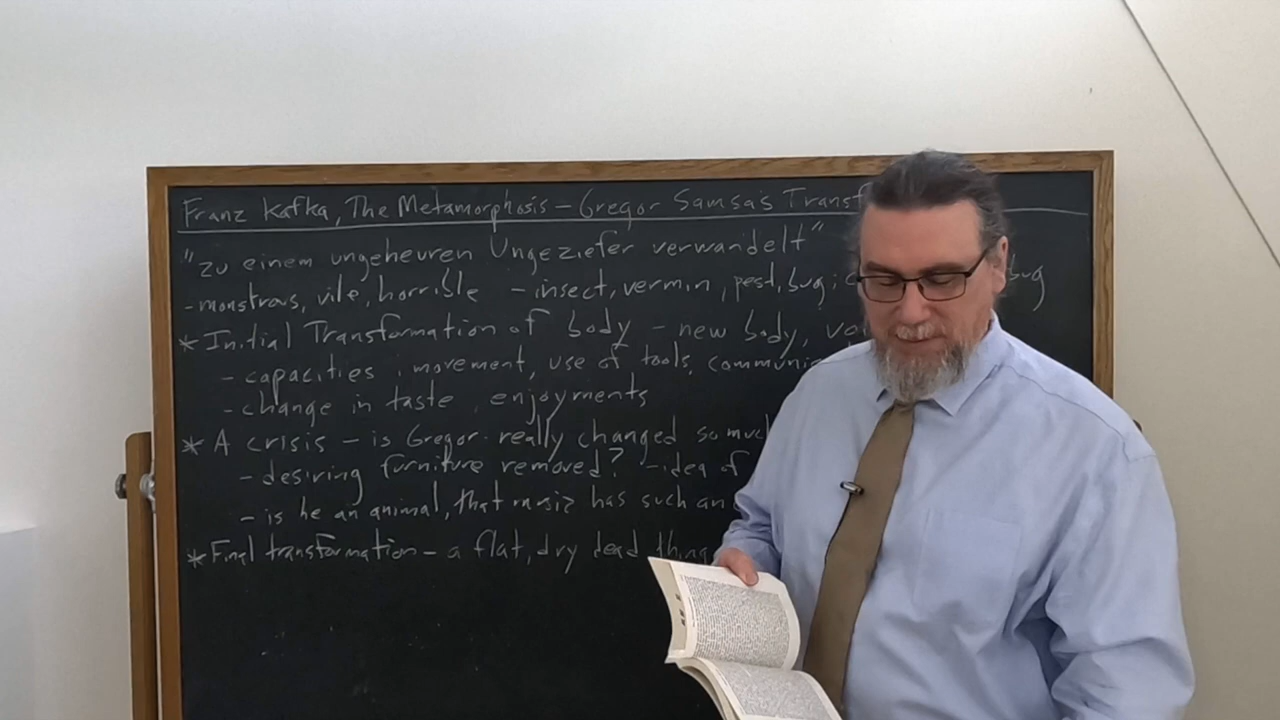 Franz Kafka, The Metamorphosis – Gregor Samsa's Transf
"zu einem ungeheuren Ungeziefer verwandelt"
- monstrous, vile, horrible – insect, vermin, pest, bug; bug
* Initial Transformation of body – new body,
- capacities, movement, use of tools, communi
- change in taste, enjoyments
* A crisis – is Gregor really changed so much
- desiring furniture removed? – idea of
- is he an animal, that music has such an
* Final transformation – a flat, dry dead thing